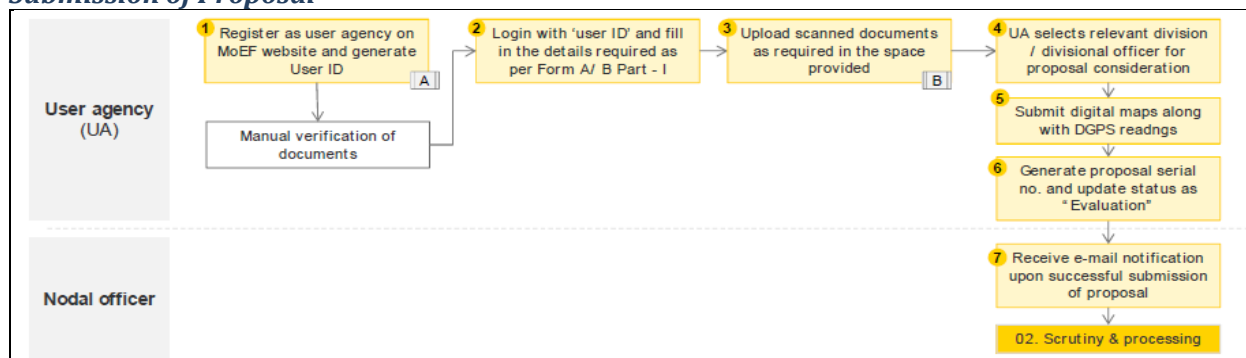 Submission of Proposal
1
Register as user agency on
MoEF website and generate
User ID
A
2
Login with ‘user ID’ and fill
in the details required as
per Form A/ B Part - I
3
Upload scanned documents
as required in the space
provided
B
4
UA selects relevant division
/ divisional officer for
proposal consideration
User agency
(UA)
Manual verification of
documents
5
Submit digital maps along
with DGPS readngs
6
Generate proposal serial
no. and update status as
“Evaluation”
Nodal officer
7
Receive e-mail notification
upon successful submission
of proposal
02. Scrutiny & processing